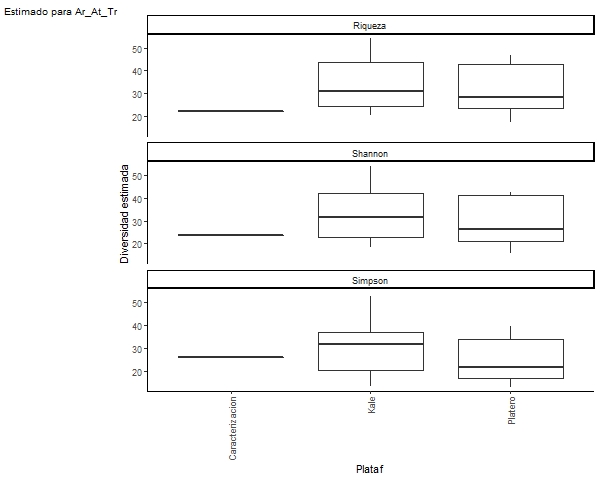 Estimado para Ar_At_Tr
Riqueza
50
40
30
20
Shannon
50
40
30
20
Simpson
50
40
30
20
Diversidad estimada
Caracterizacion
Kale
Platero
Plataf